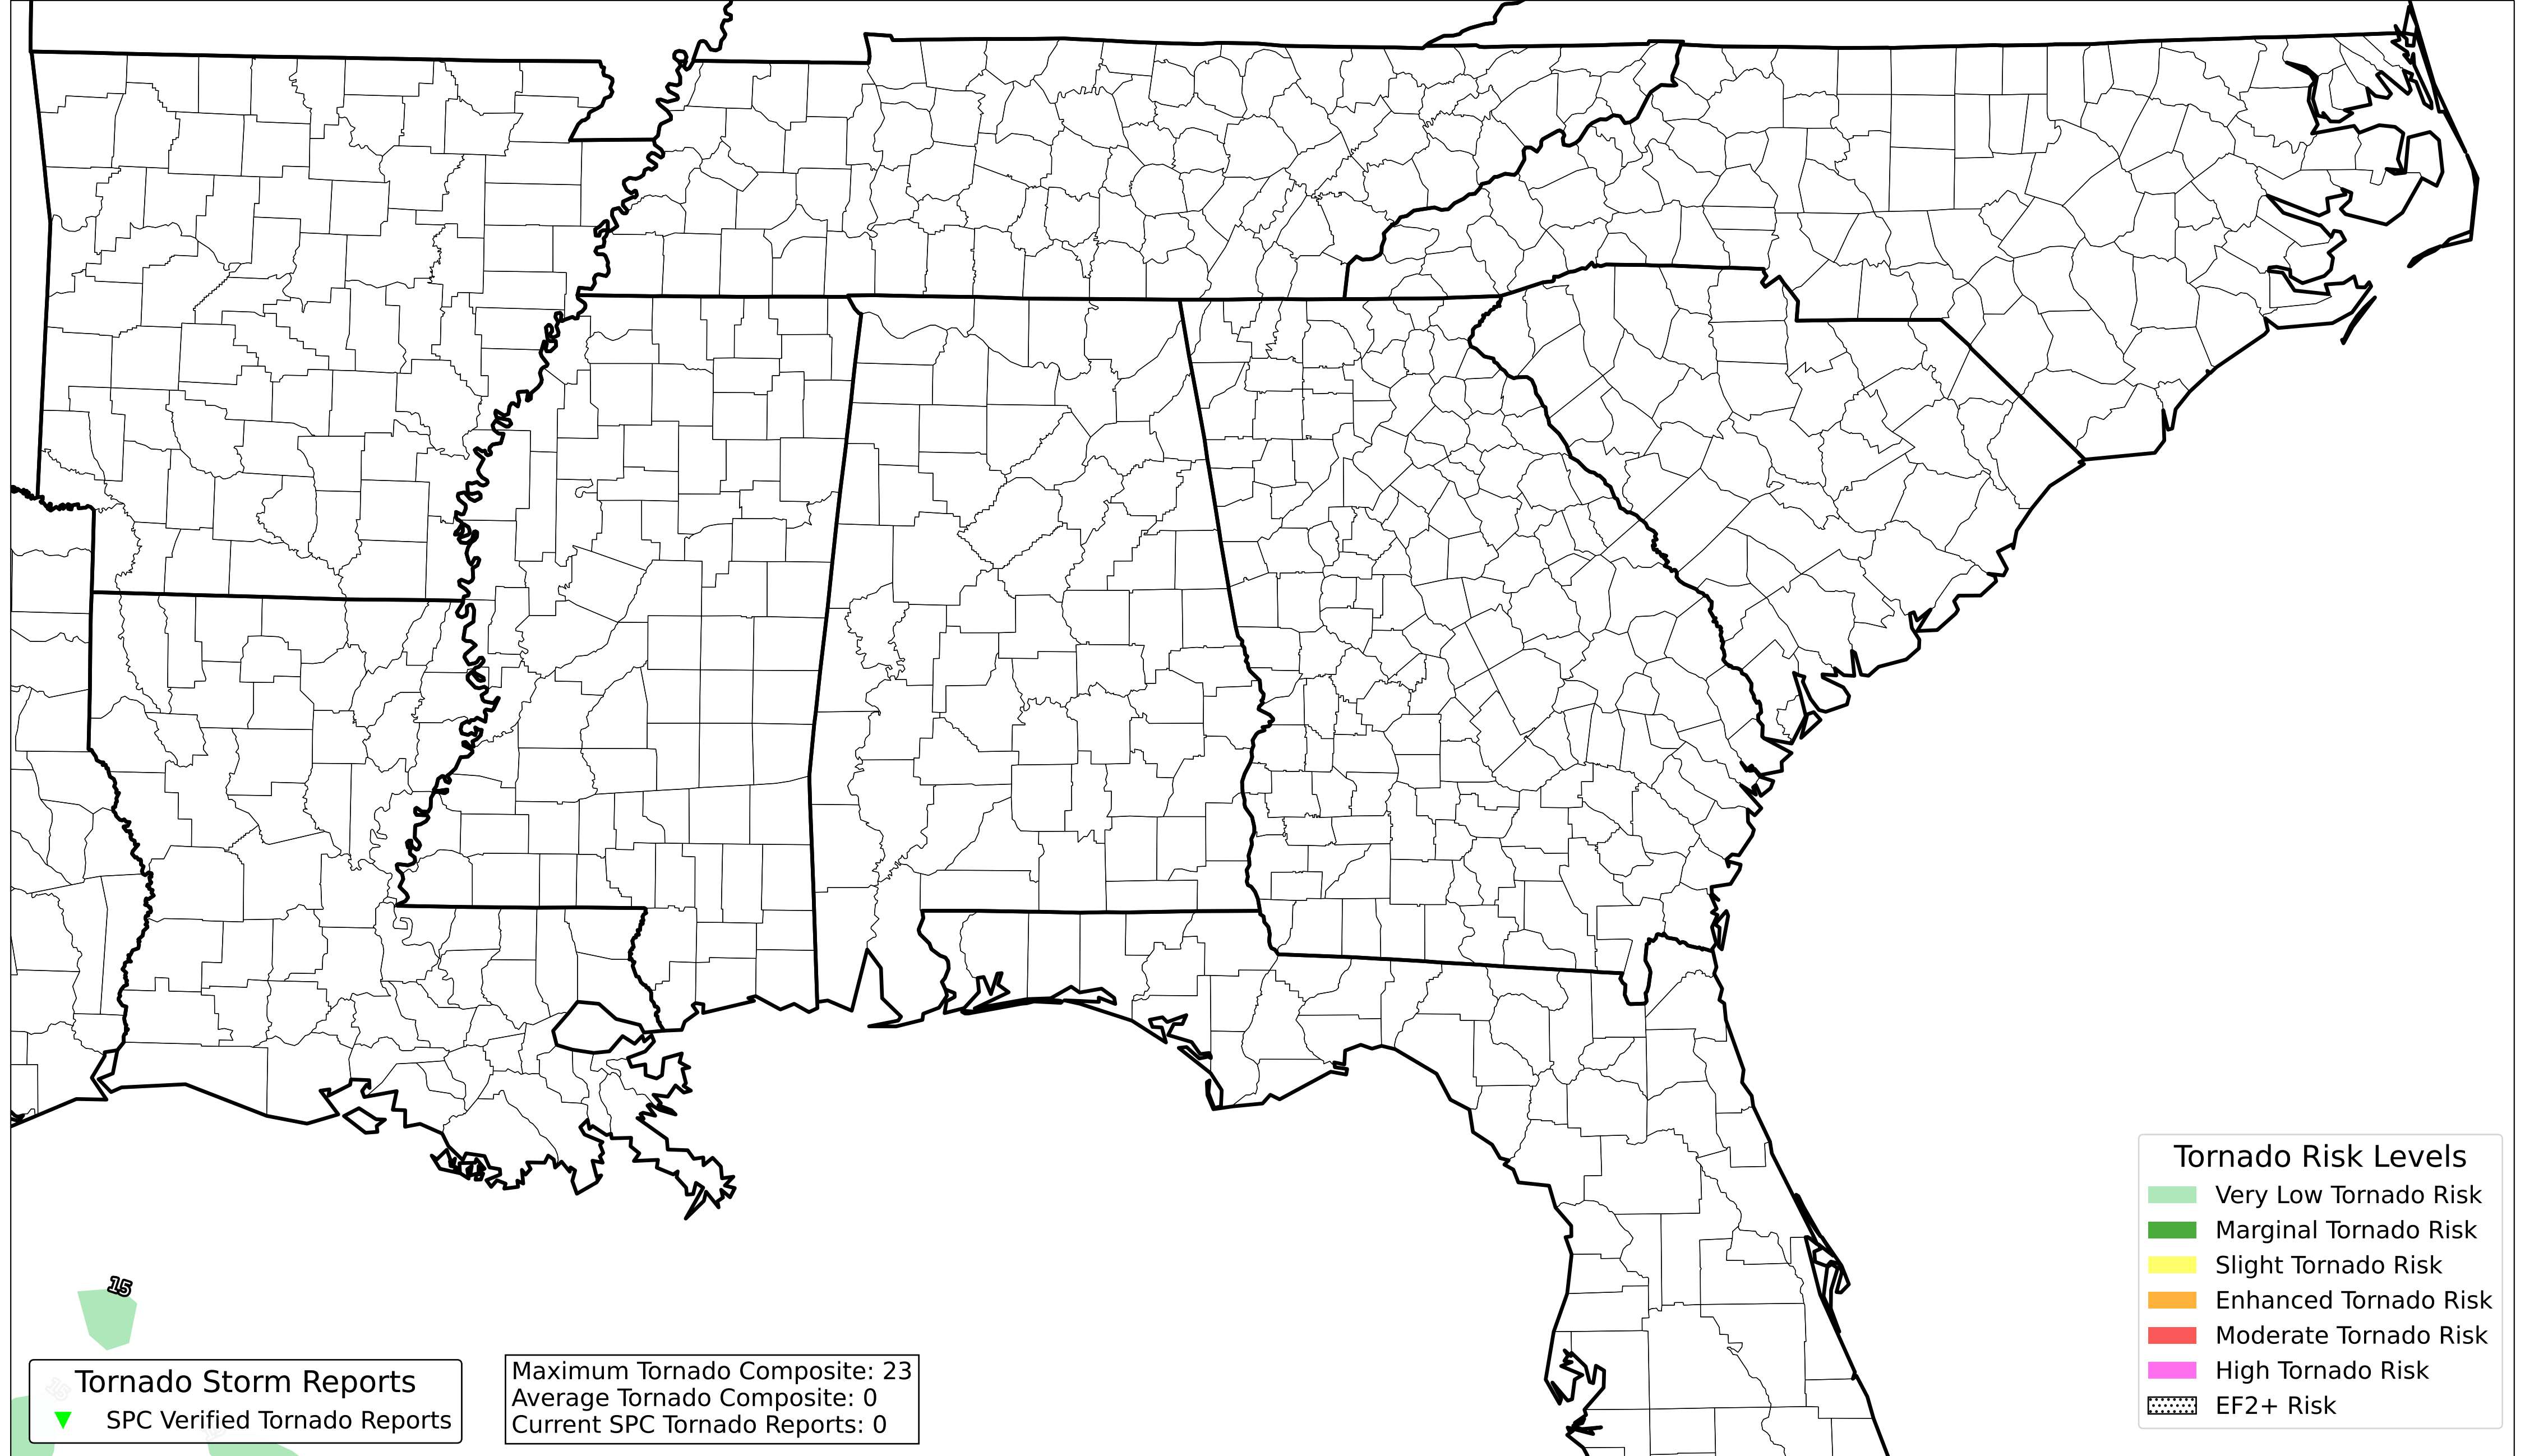 15
Tornado Storm Reports
15
SPC Verified Tornado Reports
15
Maximum Tornado Composite: 23
Average Tornado Composite: 0
Current SPC Tornado Reports: 0
Tornado Risk Levels
Very Low Tornado Risk
Marginal Tornado Risk
Slight Tornado Risk
Enhanced Tornado Risk
Moderate Tornado Risk
High Tornado Risk
EF2+ Risk